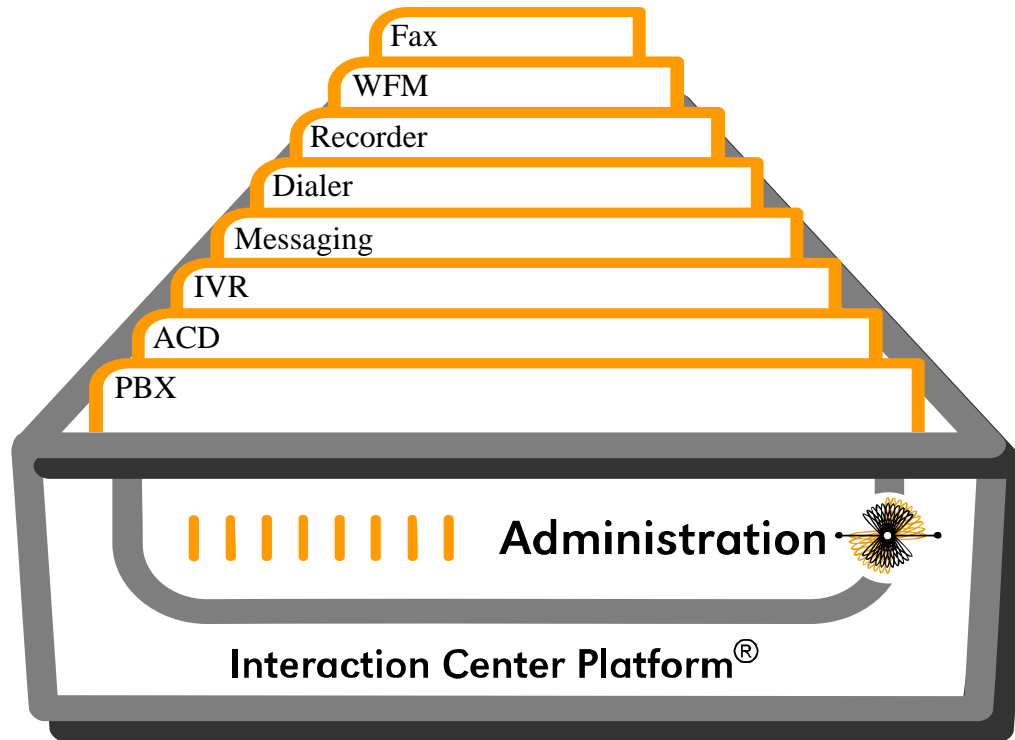 Fax
WFM
Recorder
Dialer
Messaging
IVR
ACD
PBX
Administration
Interaction Center Platform®